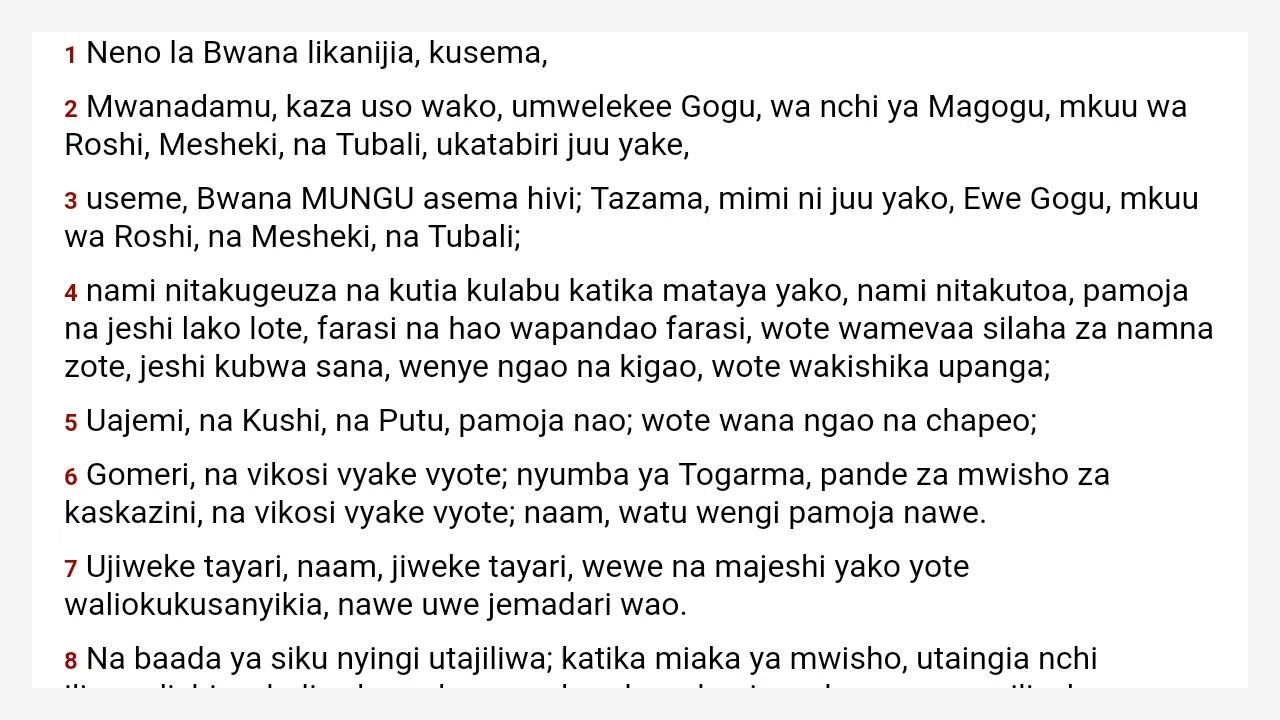 1 Neno la Bwana likanijia, kusema,
2 Mwanadamu, kaza uso wako, umwelekee Gogu, wa nchi ya Magogu, mkuu wa
Roshi, Mesheki, na Tubali, ukatabiri juu yake,
3 useme, Bwana MUNGU asema hivi; Tazama, mimi ni juu yako, Ewe Gogu, mkuu
wa Roshi, na Mesheki, na Tubali;
4 nami nitakugeuza na kutia kulabu katika mataya yako, nami nitakutoa, pamoja
na jeshi lako lote, farasi na hao wapandao farasi, wote wamevaa silaha za namna
zote, jeshi kubwa sana, wenye ngao na kigao, wote wakishika upanga;
5 Uajemi, na Kushi, na Putu, pamoja nao; wote wana ngao na chapeo;
6 Gomeri, na vikosi vyake vyote; nyumba ya Togarma, pande za mwisho za
kaskazini, na vikosi vyake vyote; naam, watu wengi pamoja nawe.
7 Ujiweke tayari, naam, jiweke tayari, wewe na majeshi yako yote
waliokukusanyikia, nawe uwe jemadari wao.
8 Na baada ya siku nyingi utajiliwa; katika miaka ya mwisho, utaingia nchi